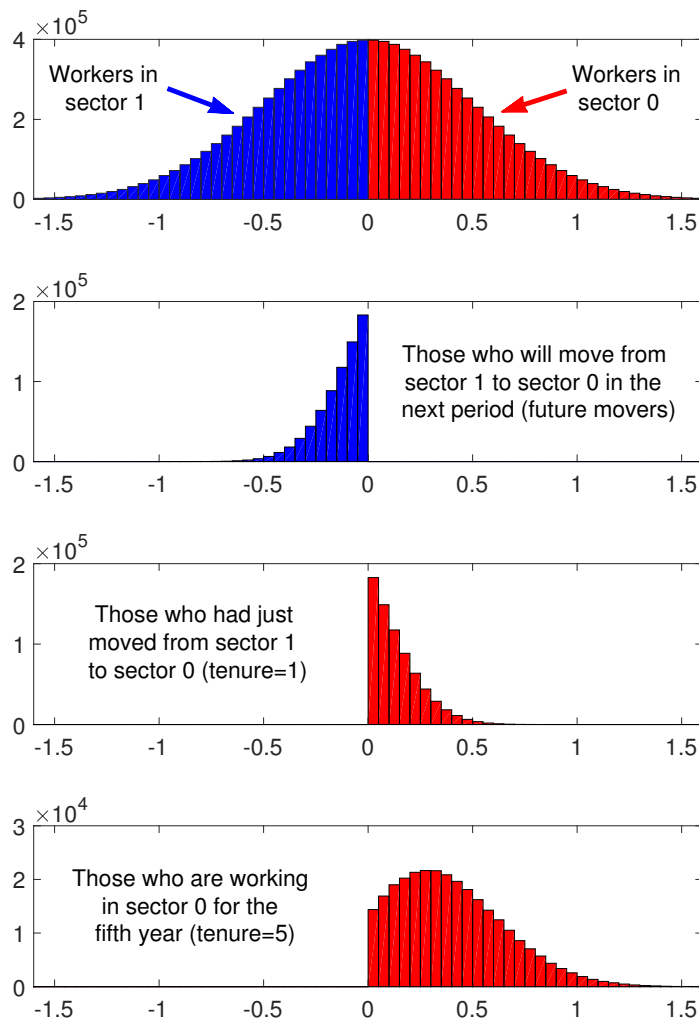 ×10^5
4
2
0
Workers in
sector 1
Workers in
sector 0
-1.5 -1 -0.5 0 0.5 1 1.5
×10^5
2
1
0
Those who will move from
sector 1 to sector 0 in the
next period (future movers)
-1.5 -1 -0.5 0 0.5 1 1.5
×10^5
2
1
0
Those who had just
moved from sector 1
to sector 0 (tenure=1)
-1.5 -1 -0.5 0 0.5 1 1.5
×10^4
3
2
1
0
Those who are working
in sector 0 for the
fifth year (tenure=5)
-1.5 -1 -0.5 0 0.5 1 1.5